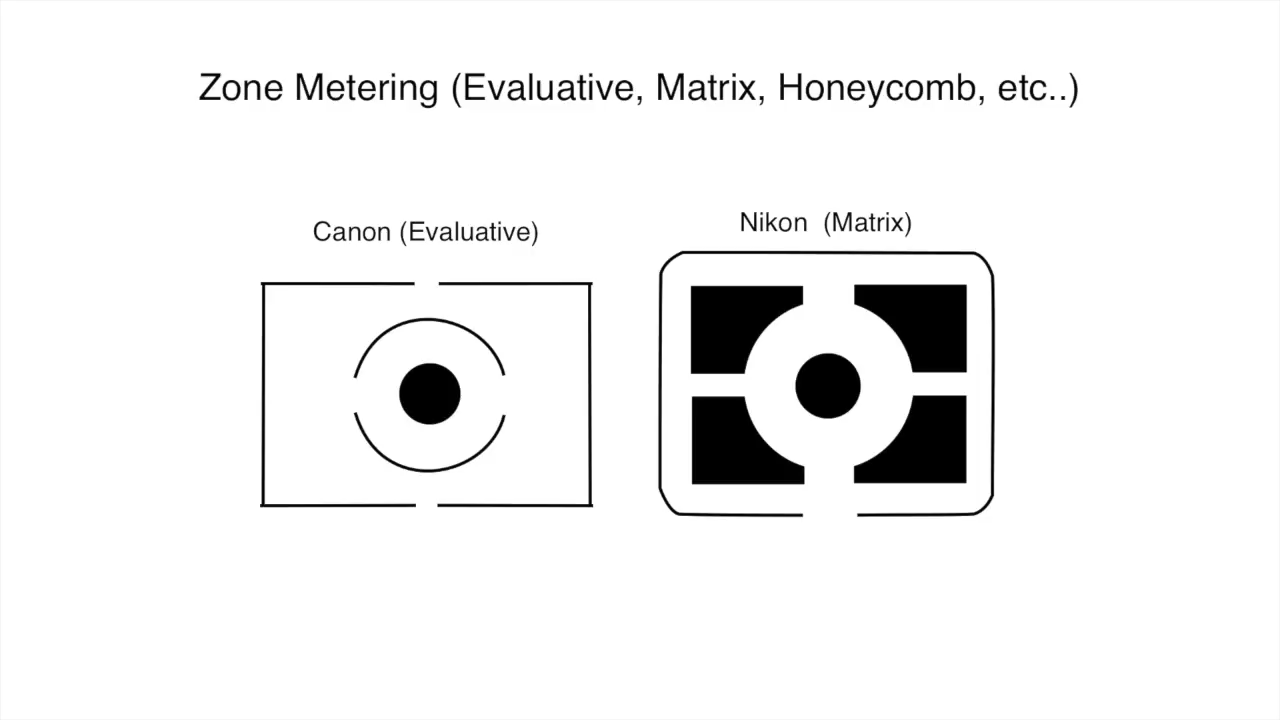 Zone Metering (Evaluative, Matrix, Honeycomb, etc..)
Canon (Evaluative)
Nikon  (Matrix)